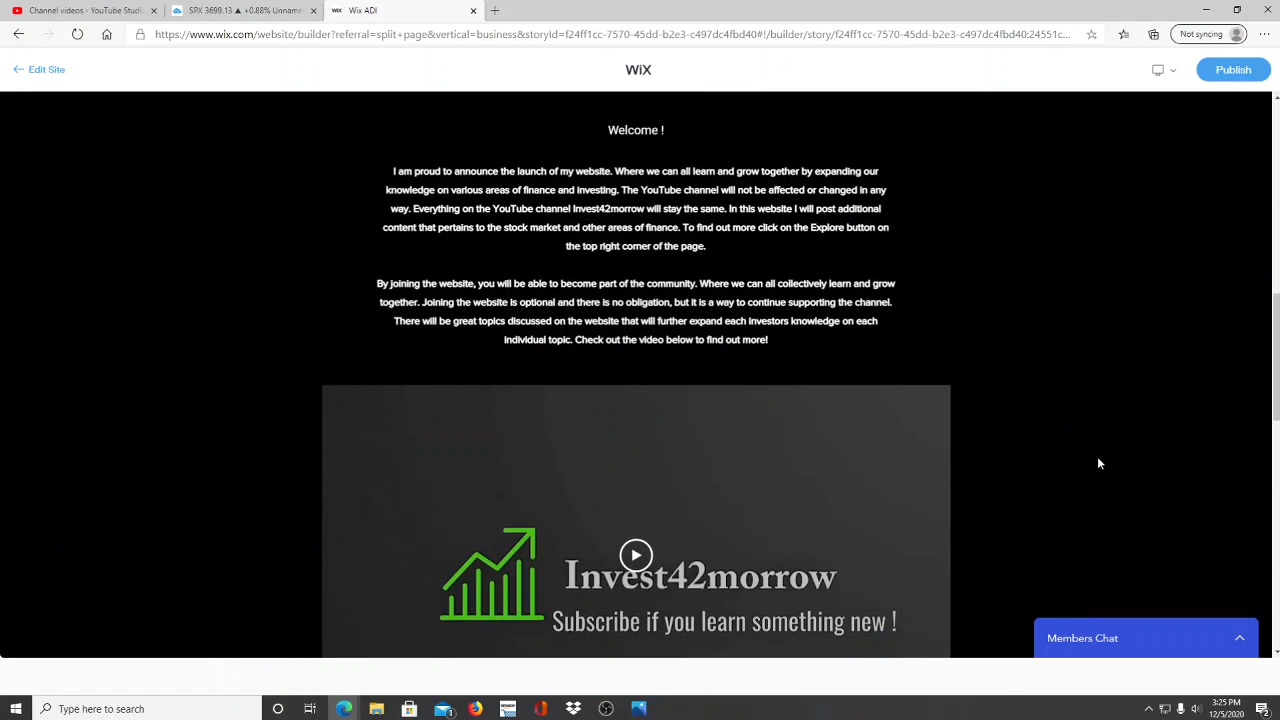 Channel videos - YouTube Studio
SPX 3699.13 ▲ +0.88% Unname
Wix ADI
https://www.wix.com/website/builder?referral=split+page&vertical=business&storyId=f24ff1cc-7570-45dd-b2e3-c497dc4fbd40#!/builder/story/f24ff1cc-7570-45dd-b2e3-c497dc4fbd40:24551c...
Not syncing
Edit Site
WiX
Publish
Welcome !
I am proud to announce the launch of my website. Where we can all learn and grow together by expanding our
knowledge on various areas of finance and investing. The YouTube channel will not be affected or changed in any
way. Everything on the YouTube channel Invest42morrow will stay the same. In this website I will post additional
content that pertains to the stock market and other areas of finance. To find out more click on the Explore button on
the top right corner of the page.
By joining the website, you will be able to become part of the community. Where we can all collectively learn and grow
together. Joining the website is optional and there is no obligation, but it is a way to continue supporting the channel.
There will be great topics discussed on the website that will further expand each investors knowledge on each
individual topic. Check out the video below to find out more!
Invest42morrow
Subscribe if you learn something new !
Members Chat
Type here to search
3:25 PM
12/5/2020